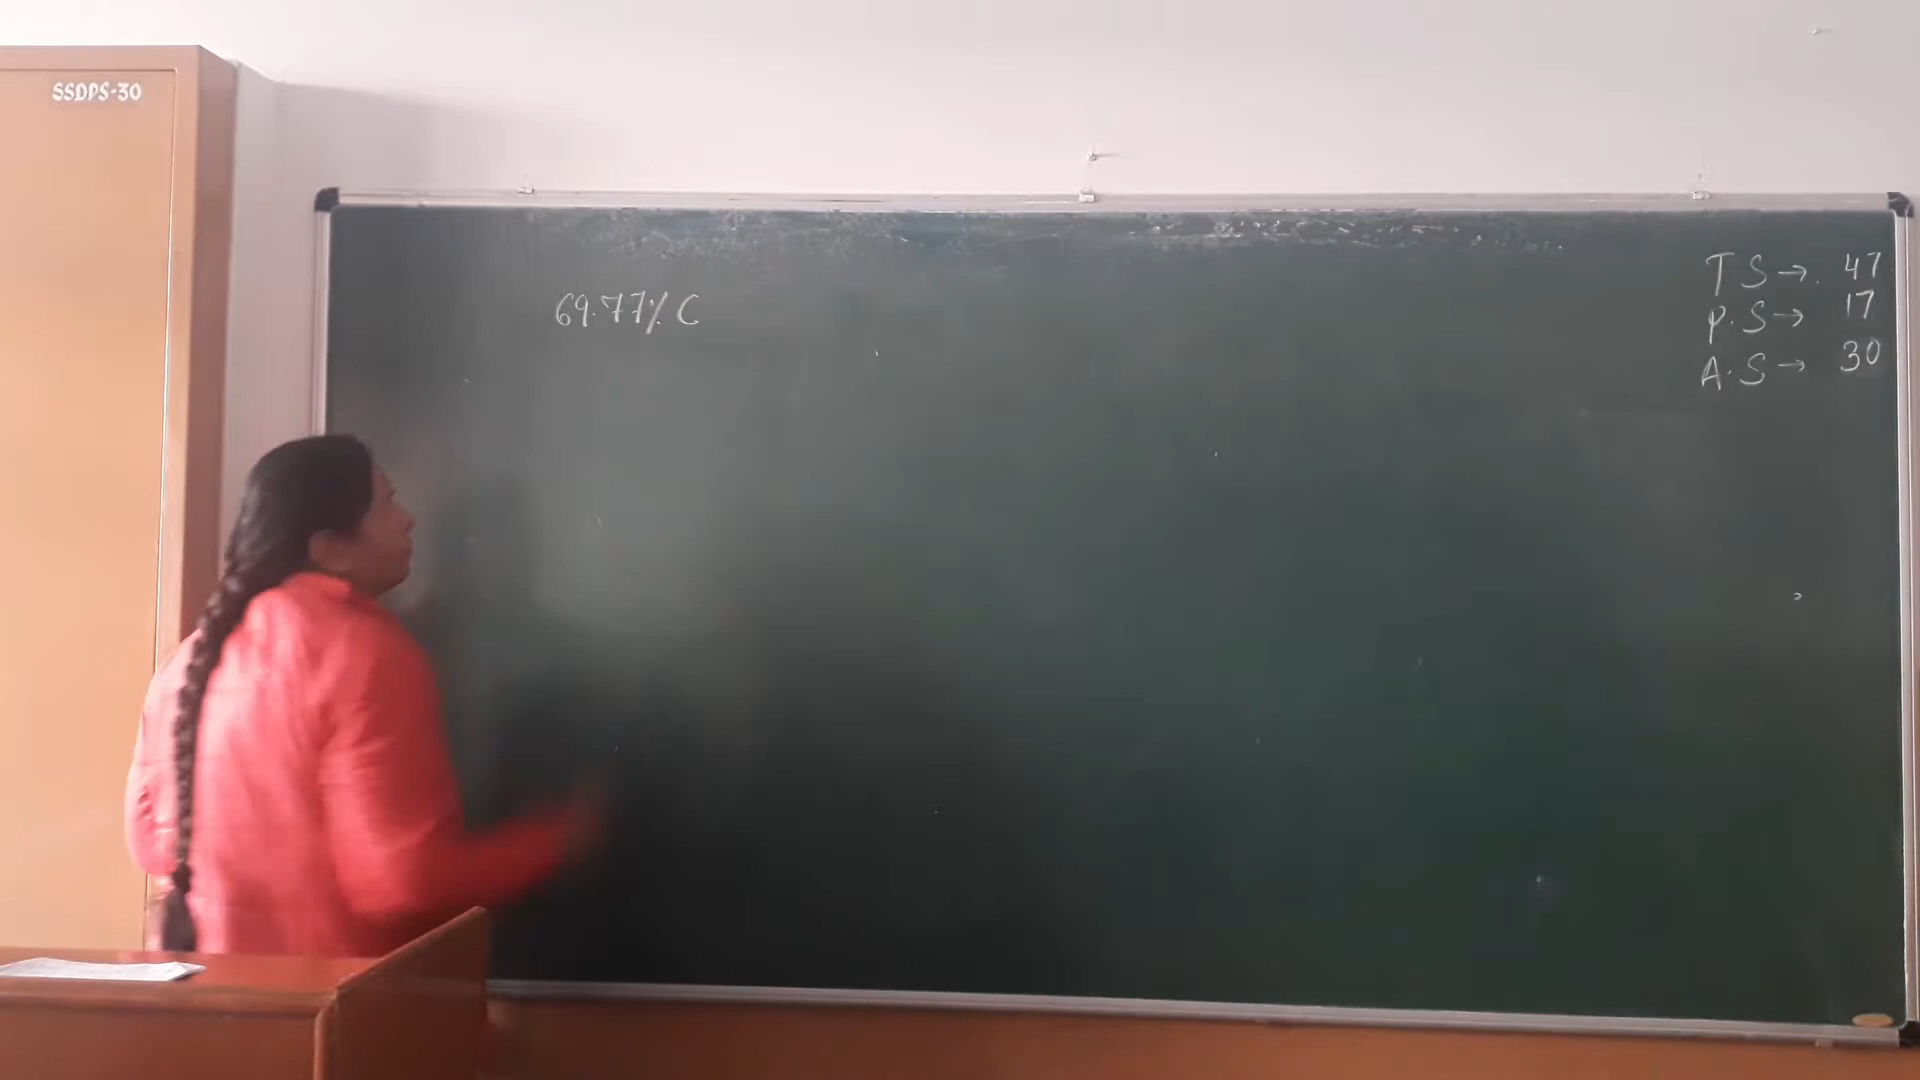 SSDPS-30
69.77% C
T S → 47
P.S → 17
A.S → 30